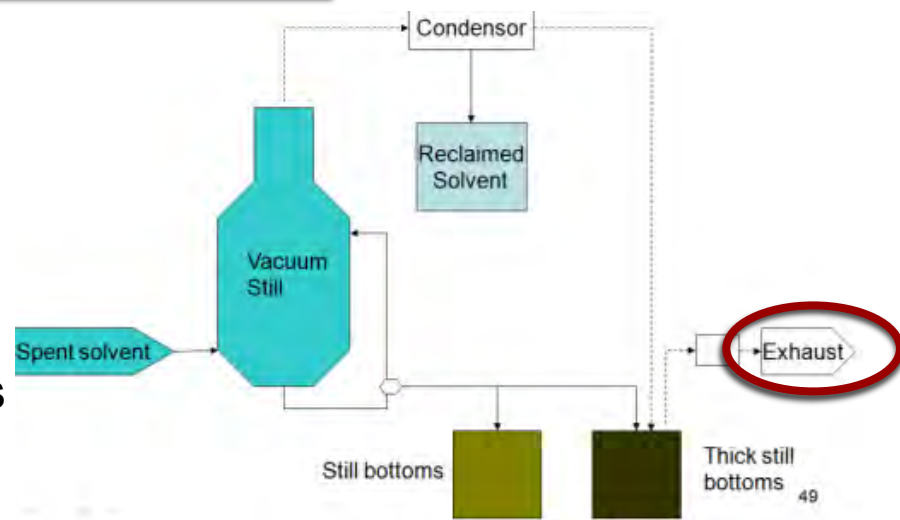 Condensor
Reclaimed
Solvent
Vacuum
Still
Spent solvent
Exhaust
s
Still bottoms
Thick still
bottoms
49